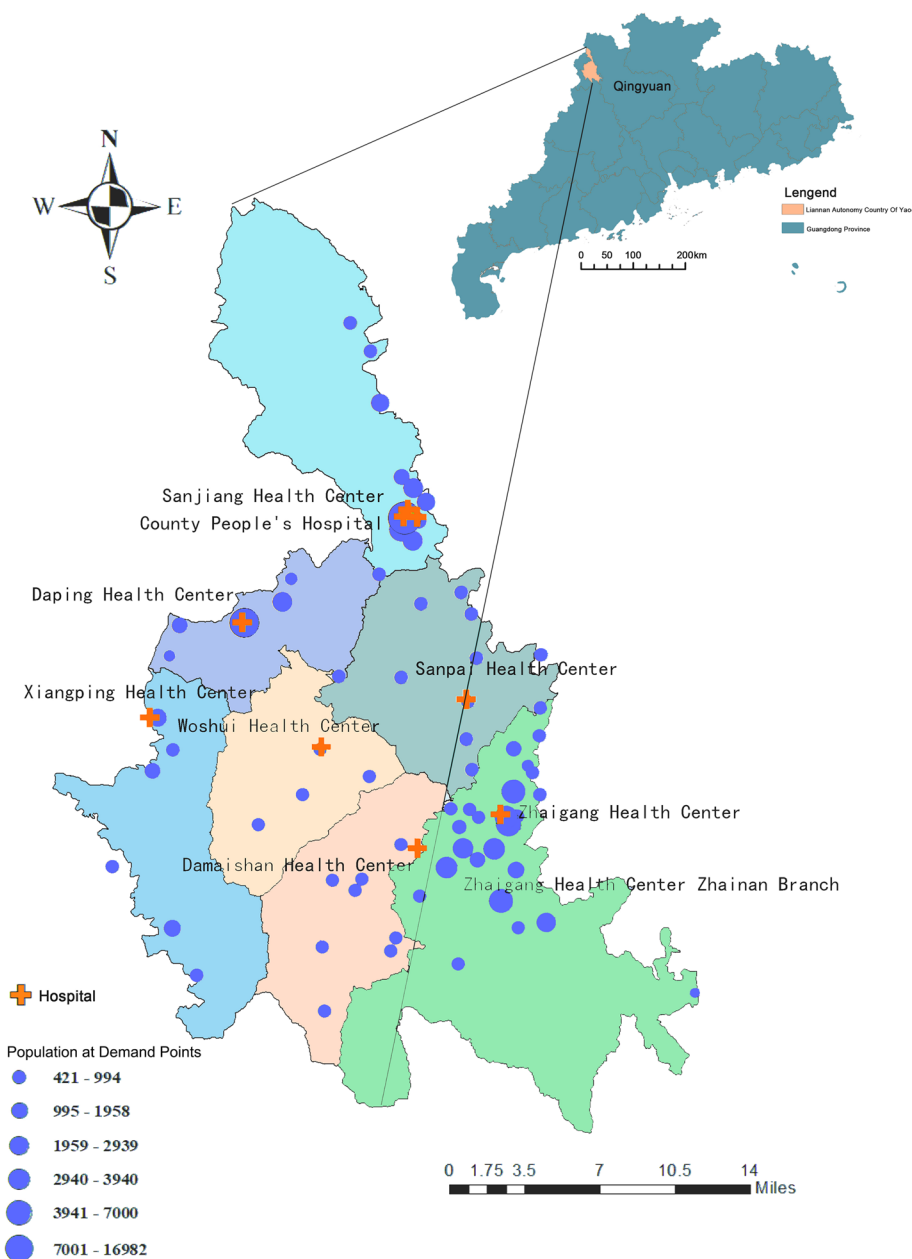 Qingyuan
Lengend
Liannan Autonomy Country Of Yao
Guangdong Province
0 50 100 200km
N
W E
S
Sanjiang Health Center
County People's Hospital
Daping Health Center
Sanpai Health Center
Xiangping Health Center
Woshui Health Center
Zhaigang Health Center
Damaishan Health Center
Zhaigang Health Center Zhainan Branch
Hospital
Population at Demand Points
421 - 994
995 - 1958
1959 - 2939
2940 - 3940
3941 - 7000
7001 - 16982
0 1.75 3.5 7 10.5 14
Miles